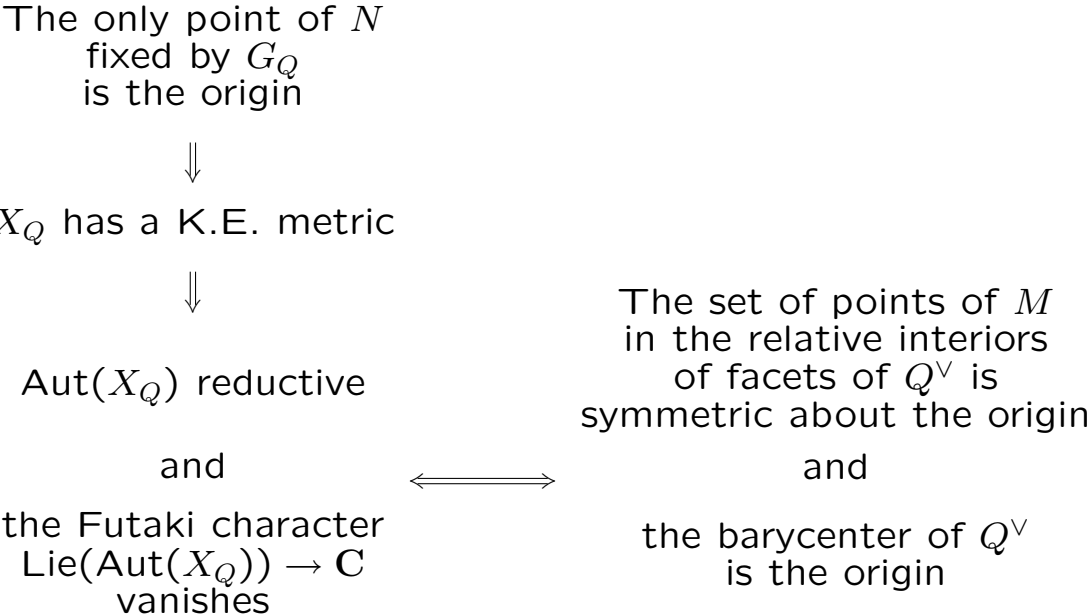 The only point of N
fixed by G_Q
is the origin
⇓
X_Q has a K.E. metric
⇓
Aut(X_Q) reductive
and
the Futaki character
Lie(Aut(X_Q)) → C
vanishes
⟺
The set of points of M
in the relative interiors
of facets of Q^∨ is
symmetric about the origin
and
the barycenter of Q^∨
is the origin